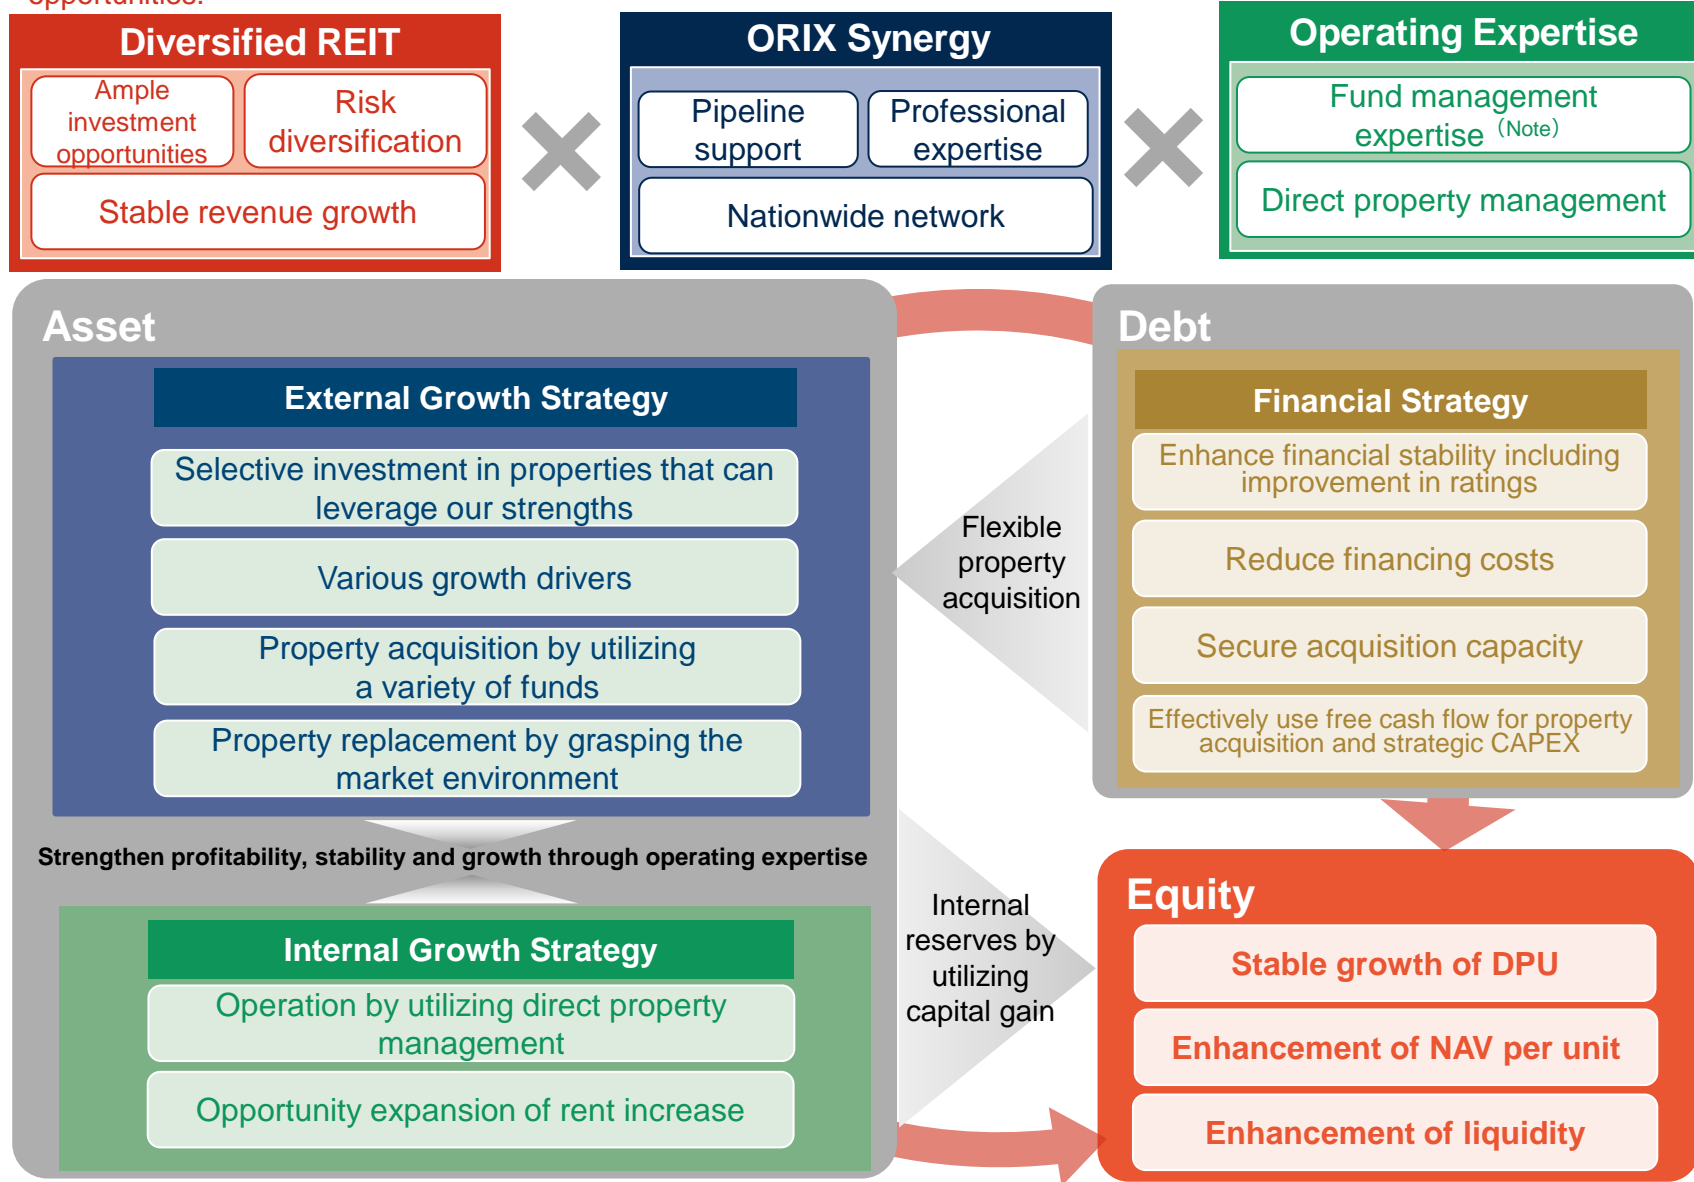 opportunities.
Diversified REIT
Ample
investment
opportunities
Risk
diversification
Stable revenue growth
ORIX Synergy
Pipeline
support
Professional
expertise
Nationwide network
Operating Expertise
Fund management
expertise（Note）
Direct property management
Asset
External Growth Strategy
Selective investment in properties that can
leverage our strengths
Various growth drivers
Property acquisition by utilizing
a variety of funds
Property replacement by grasping the
market environment
Strengthen profitability, stability and growth through operating expertise
Internal Growth Strategy
Operation by utilizing direct property
management
Opportunity expansion of rent increase
Flexible
property
acquisition
Internal
reserves by
utilizing
capital gain
Debt
Financial Strategy
Enhance financial stability including
improvement in ratings
Reduce financing costs
Secure acquisition capacity
Effectively use free cash flow for property
acquisition and strategic CAPEX
Equity
Stable growth of DPU
Enhancement of NAV per unit
Enhancement of liquidity